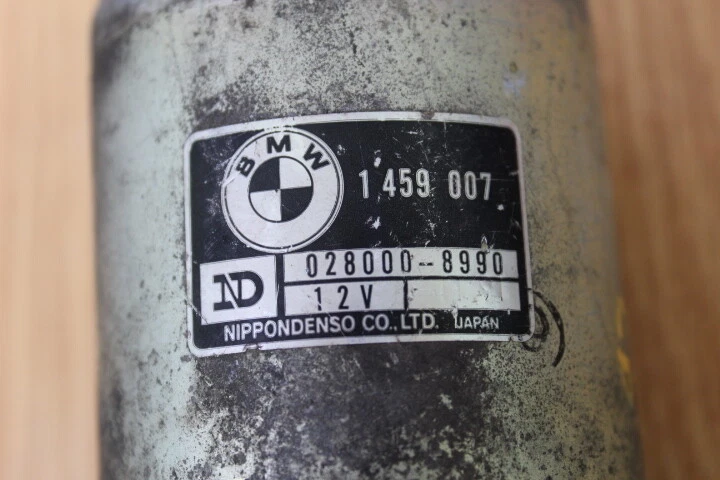 BMW
1 459 007
028000--8990
ND
12V
NIPPONDENSO CO., LTD. JAPAN